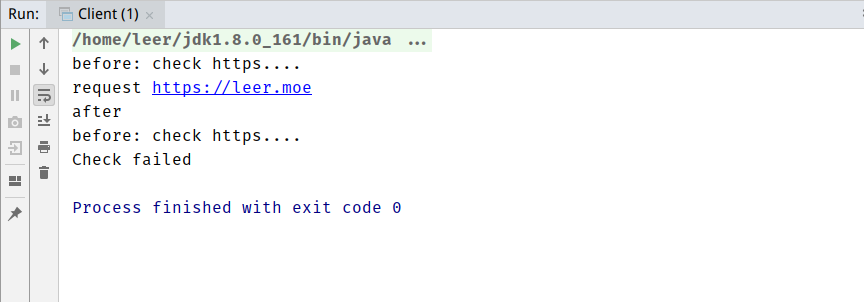 Run: Client (1)
/home/leer/jdk1.8.0_161/bin/java ...
before: check https....
request https://leer.moe
after
before: check https....
Check failed
Process finished with exit code 0